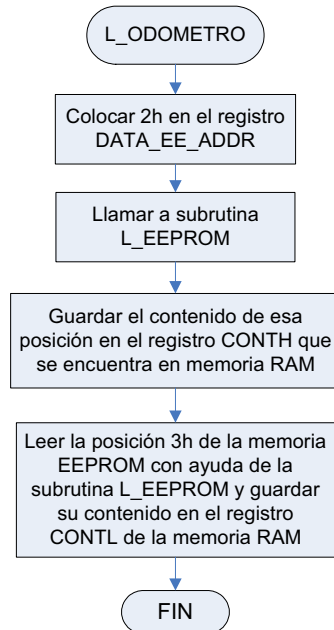 L_ODOMETRO
Colocar 2h en el registro
DATA_EE_ADDR
Llamar a subrutina
L_EEPROM
Guardar el contenido de esa
posición en el registro CONTH que
se encuentra en memoria RAM
Leer la posición 3h de la memoria
EEPROM con ayuda de la
subrutina L_EEPROM y guardar
su contenido en el registro
CONTL de la memoria RAM
FIN